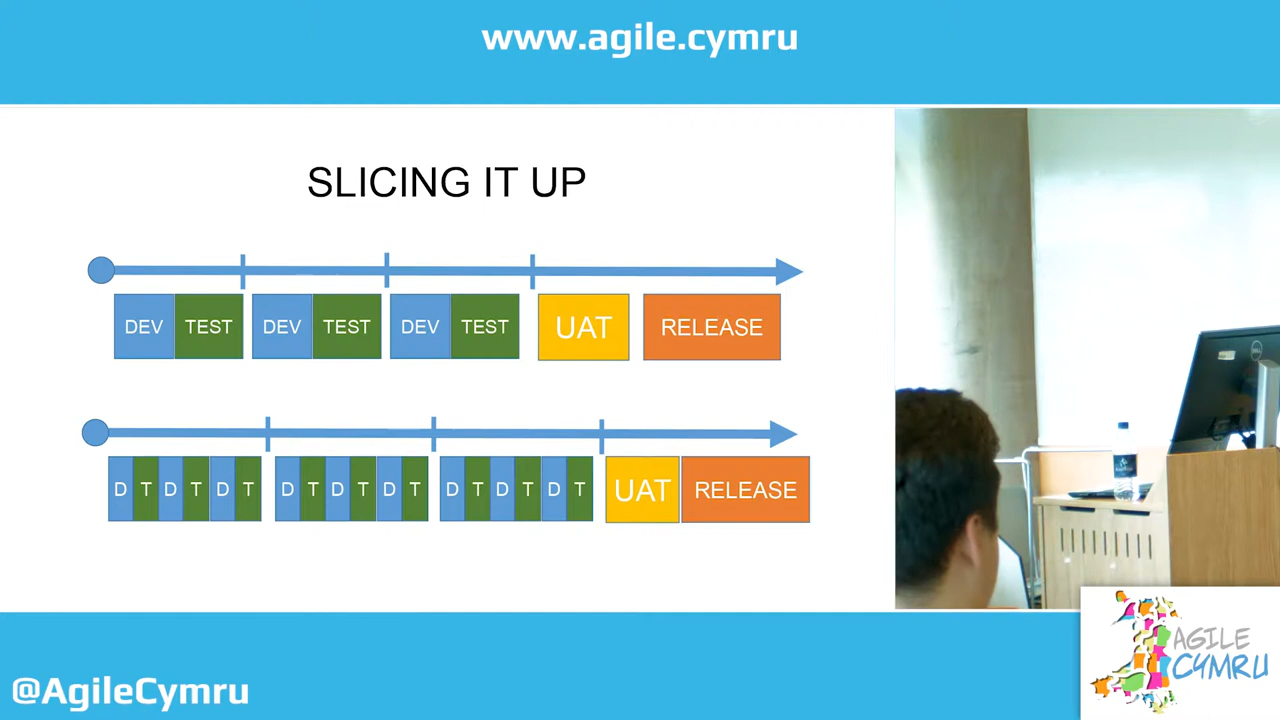 www.agile.cymru
SLICING IT UP
DEV TEST DEV TEST DEV TEST UAT RELEASE
D T D T D T D T D T D T D T D T D T UAT RELEASE
DELL
@AgileCymru
AGILE
CYMRU